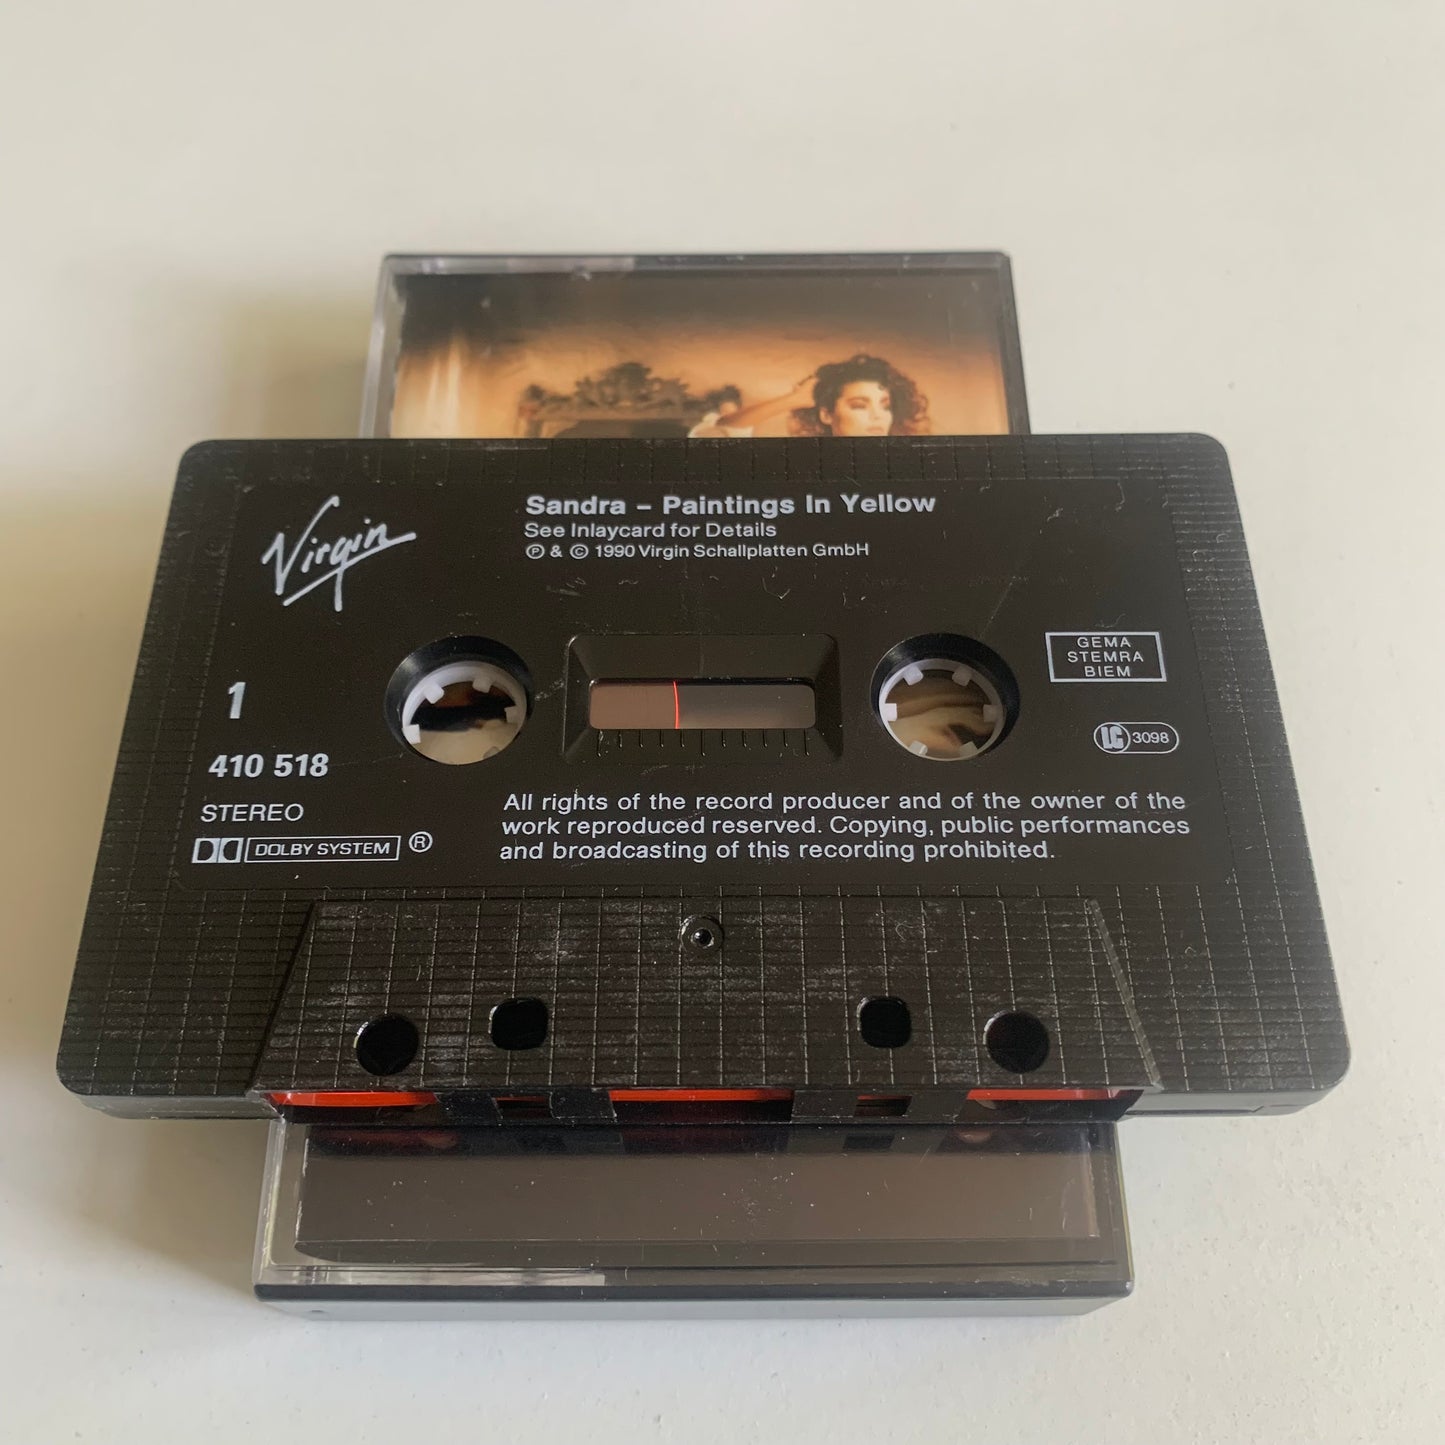 Virgin
Sandra – Paintings In Yellow
See Inlaycard for Details
℗ & © 1990 Virgin Schallplatten GmbH
GEMA
STEMRA
BIEM
1
LC 3098
410 518
STEREO
DOLBY SYSTEM ®
All rights of the record producer and of the owner of the
work reproduced reserved. Copying, public performances
and broadcasting of this recording prohibited.